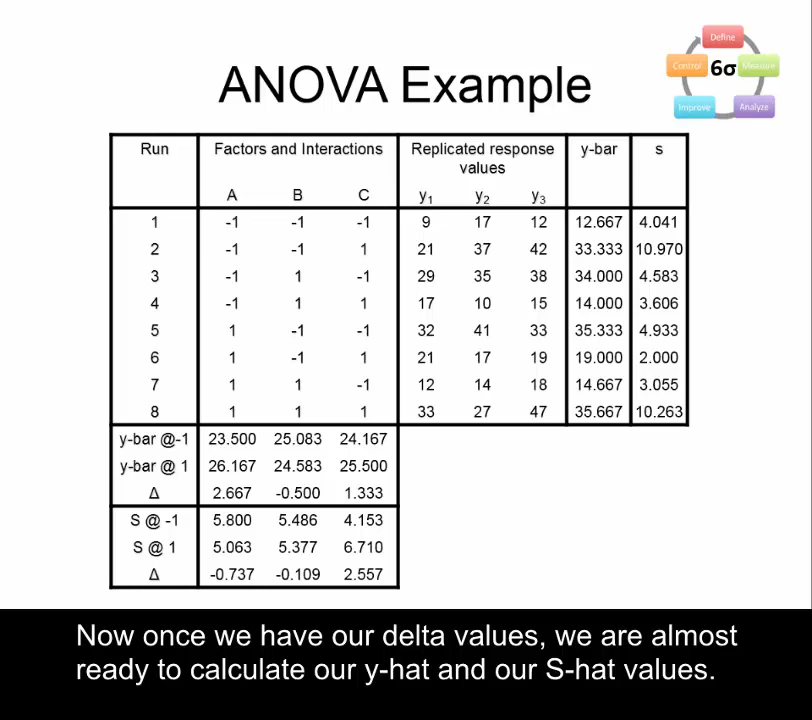 Define
Control 6σ Measure
Improve Analyze
ANOVA Example
Run Factors and Interactions Replicated response values y-bar s
A B C y₁ y₂ y₃
1 -1 -1 -1 9 17 12 12.667 4.041
2 -1 -1 1 21 37 42 33.333 10.970
3 -1 1 -1 29 35 38 34.000 4.583
4 -1 1 1 17 10 15 14.000 3.606
5 1 -1 -1 32 41 33 35.333 4.933
6 1 -1 1 21 17 19 19.000 2.000
7 1 1 -1 12 14 18 14.667 3.055
8 1 1 1 33 27 47 35.667 10.263
y-bar @-1 23.500 25.083 24.167
y-bar @ 1 26.167 24.583 25.500
Δ 2.667 -0.500 1.333
S @ -1 5.800 5.486 4.153
S @ 1 5.063 5.377 6.710
Δ -0.737 -0.109 2.557
Now once we have our delta values, we are almost
ready to calculate our y-hat and our S-hat values.